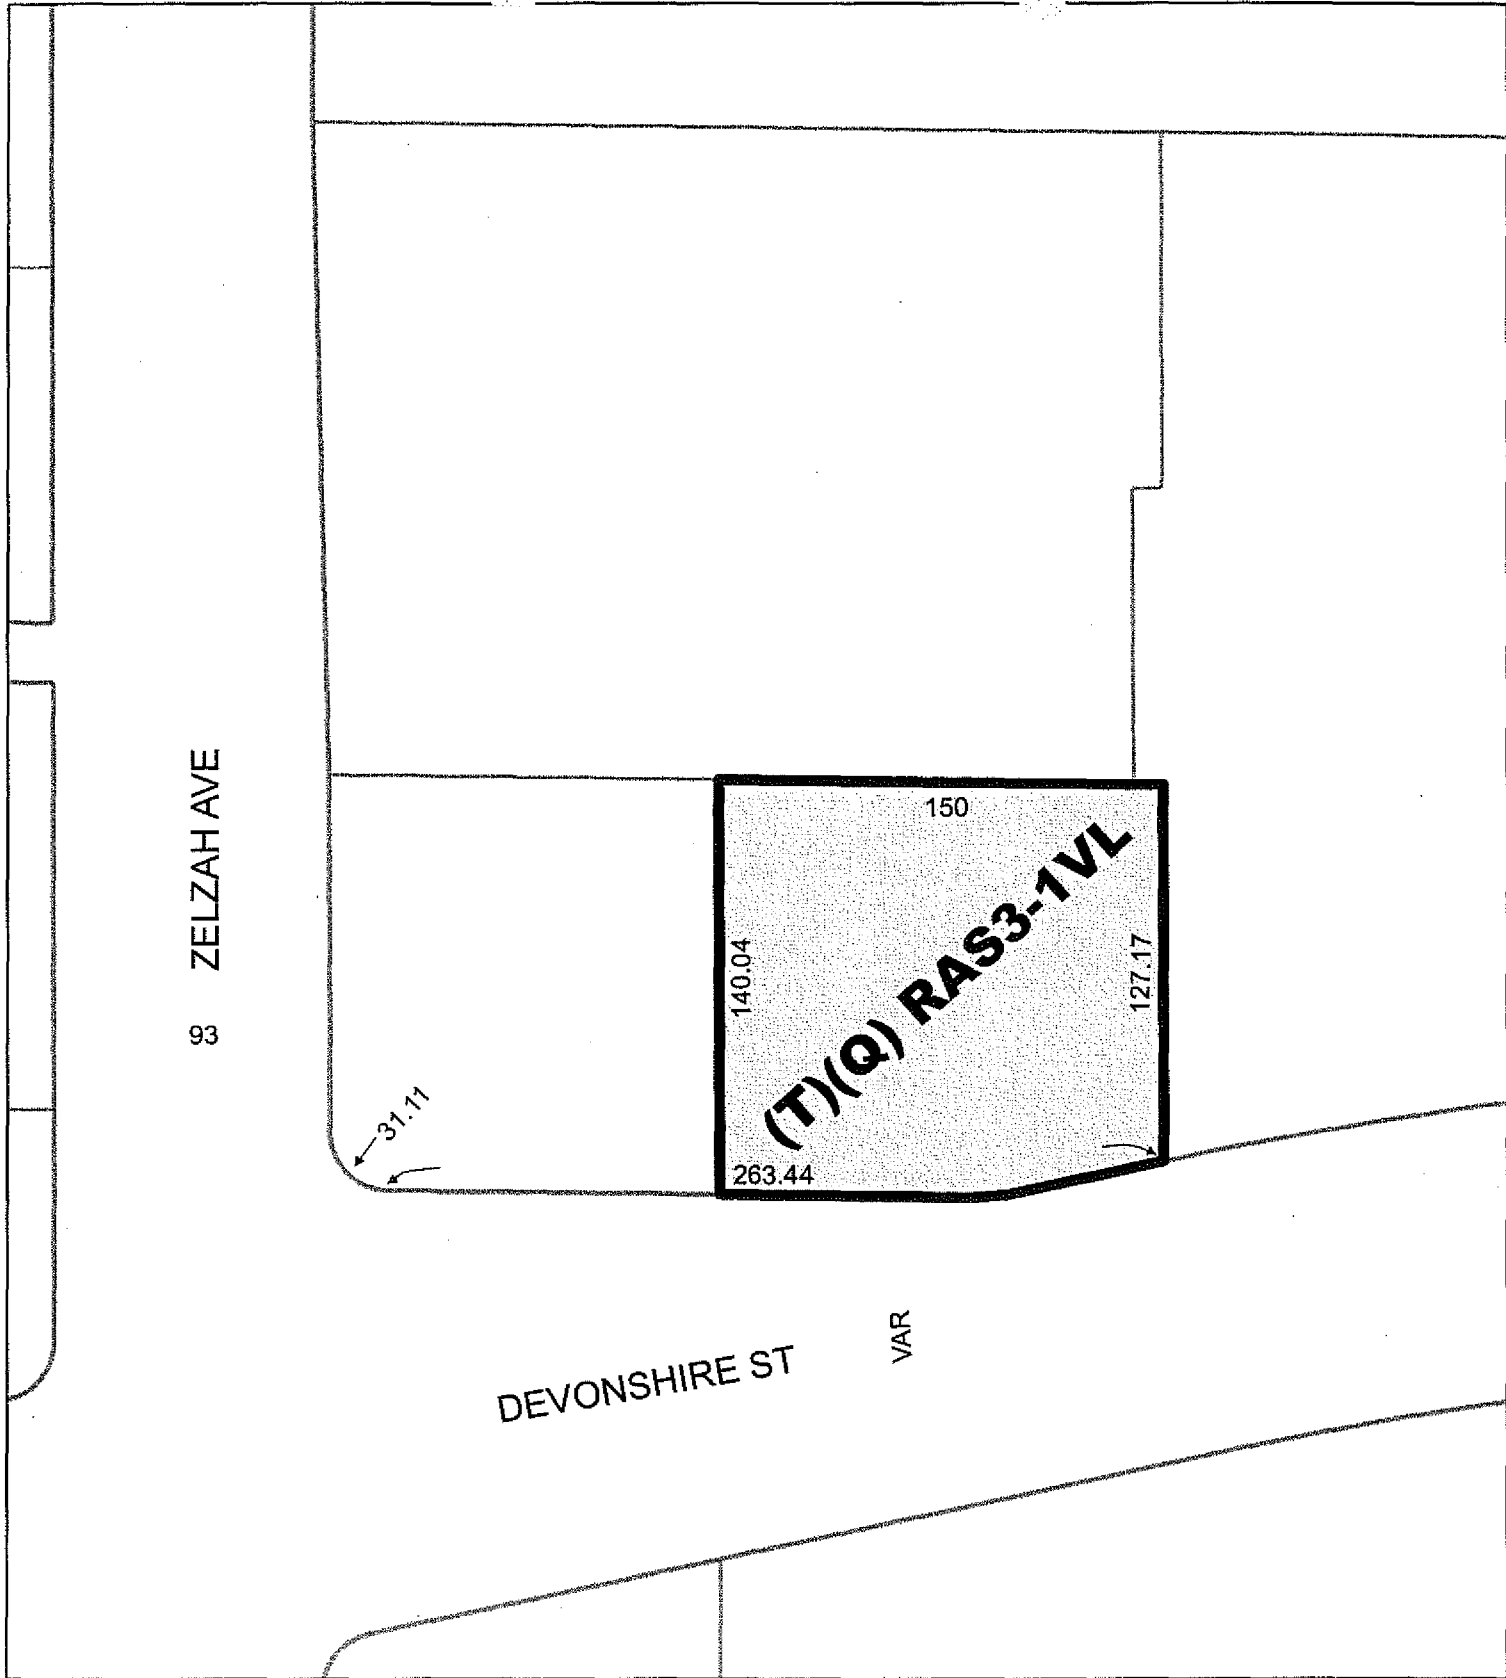 150
ZELZAH AVE
93
140.04
(T)(Q) RAS3-1VL
127.17
31.11
263.44
VAR
DEVONSHIRE ST